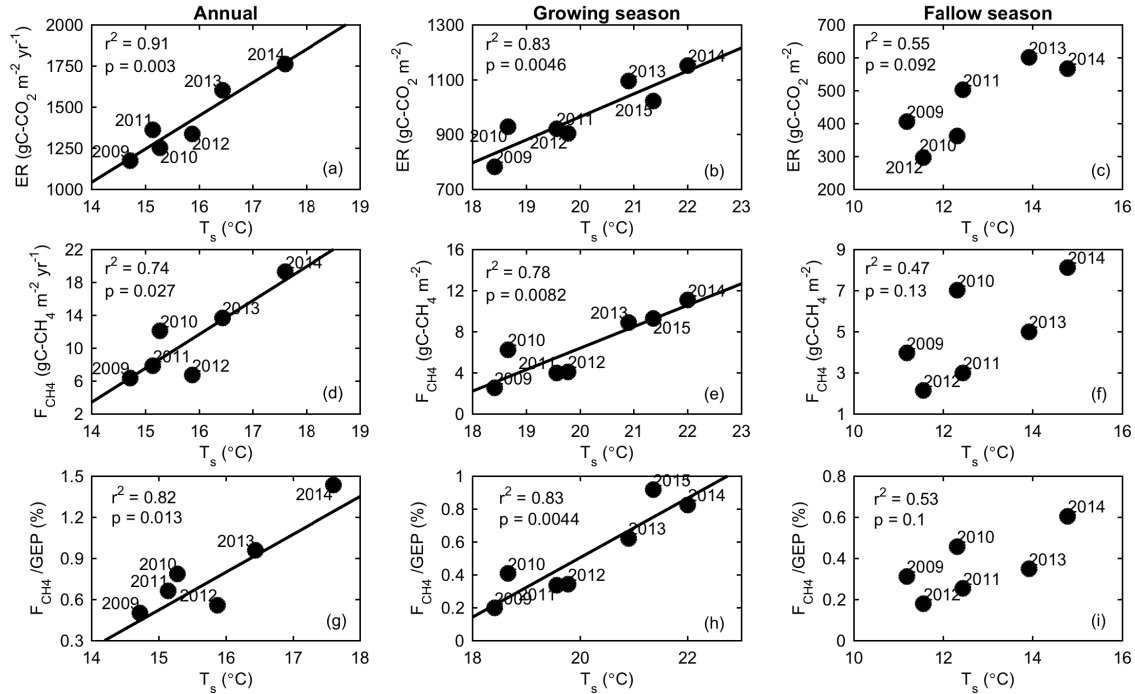 Annual
Growing season
Fallow season
ER (gC-CO2 m-2 yr-1)
2000
1750
1500
1250
1000
r2 = 0.91
p = 0.003
2014
2013
2011
2012
2009
2010
(a)
14 15 16 17 18 19
Ts (°C)
ER (gC-CO2 m-2)
1300
1100
900
700
r2 = 0.83
p = 0.0046
2014
2013
2015
2011
2010
2012
2009
(b)
18 19 20 21 22 23
Ts (°C)
ER (gC-CO2 m-2)
700
600
500
400
300
200
r2 = 0.55
p = 0.092
2013
2014
2011
2009
2010
2012
(c)
10 12 14 16
Ts (°C)
FCH4 (gC-CH4 m-2 yr-1)
22
18
14
10
6
2
r2 = 0.74
p = 0.027
2014
2013
2010
2011
2009
2012
(d)
14 15 16 17 18 19
Ts (°C)
FCH4 (gC-CH4 m-2)
16
12
8
4
0
r2 = 0.78
p = 0.0082
2014
2013
2015
2010
2011
2012
2009
(e)
18 19 20 21 22 23
Ts (°C)
FCH4 (gC-CH4 m-2)
9
7
5
3
1
r2 = 0.47
p = 0.13
2014
2010
2013
2009
2011
2012
(f)
10 12 14 16
Ts (°C)
FCH4 /GEP (%)
1.5
1.2
0.9
0.6
0.3
r2 = 0.82
p = 0.013
2014
2013
2010
2011
2012
2009
(g)
14 15 16 17 18
Ts (°C)
FCH4 /GEP (%)
1
0.8
0.6
0.4
0.2
0
r2 = 0.83
p = 0.0044
2015
2014
2013
2010
2012
2011
2009
(h)
18 20 22
Ts (°C)
FCH4 /GEP (%)
0.8
0.6
0.4
0.2
0
r2 = 0.53
p = 0.1
2014
2010
2013
2009
2011
2012
(i)
10 12 14 16
Ts (°C)